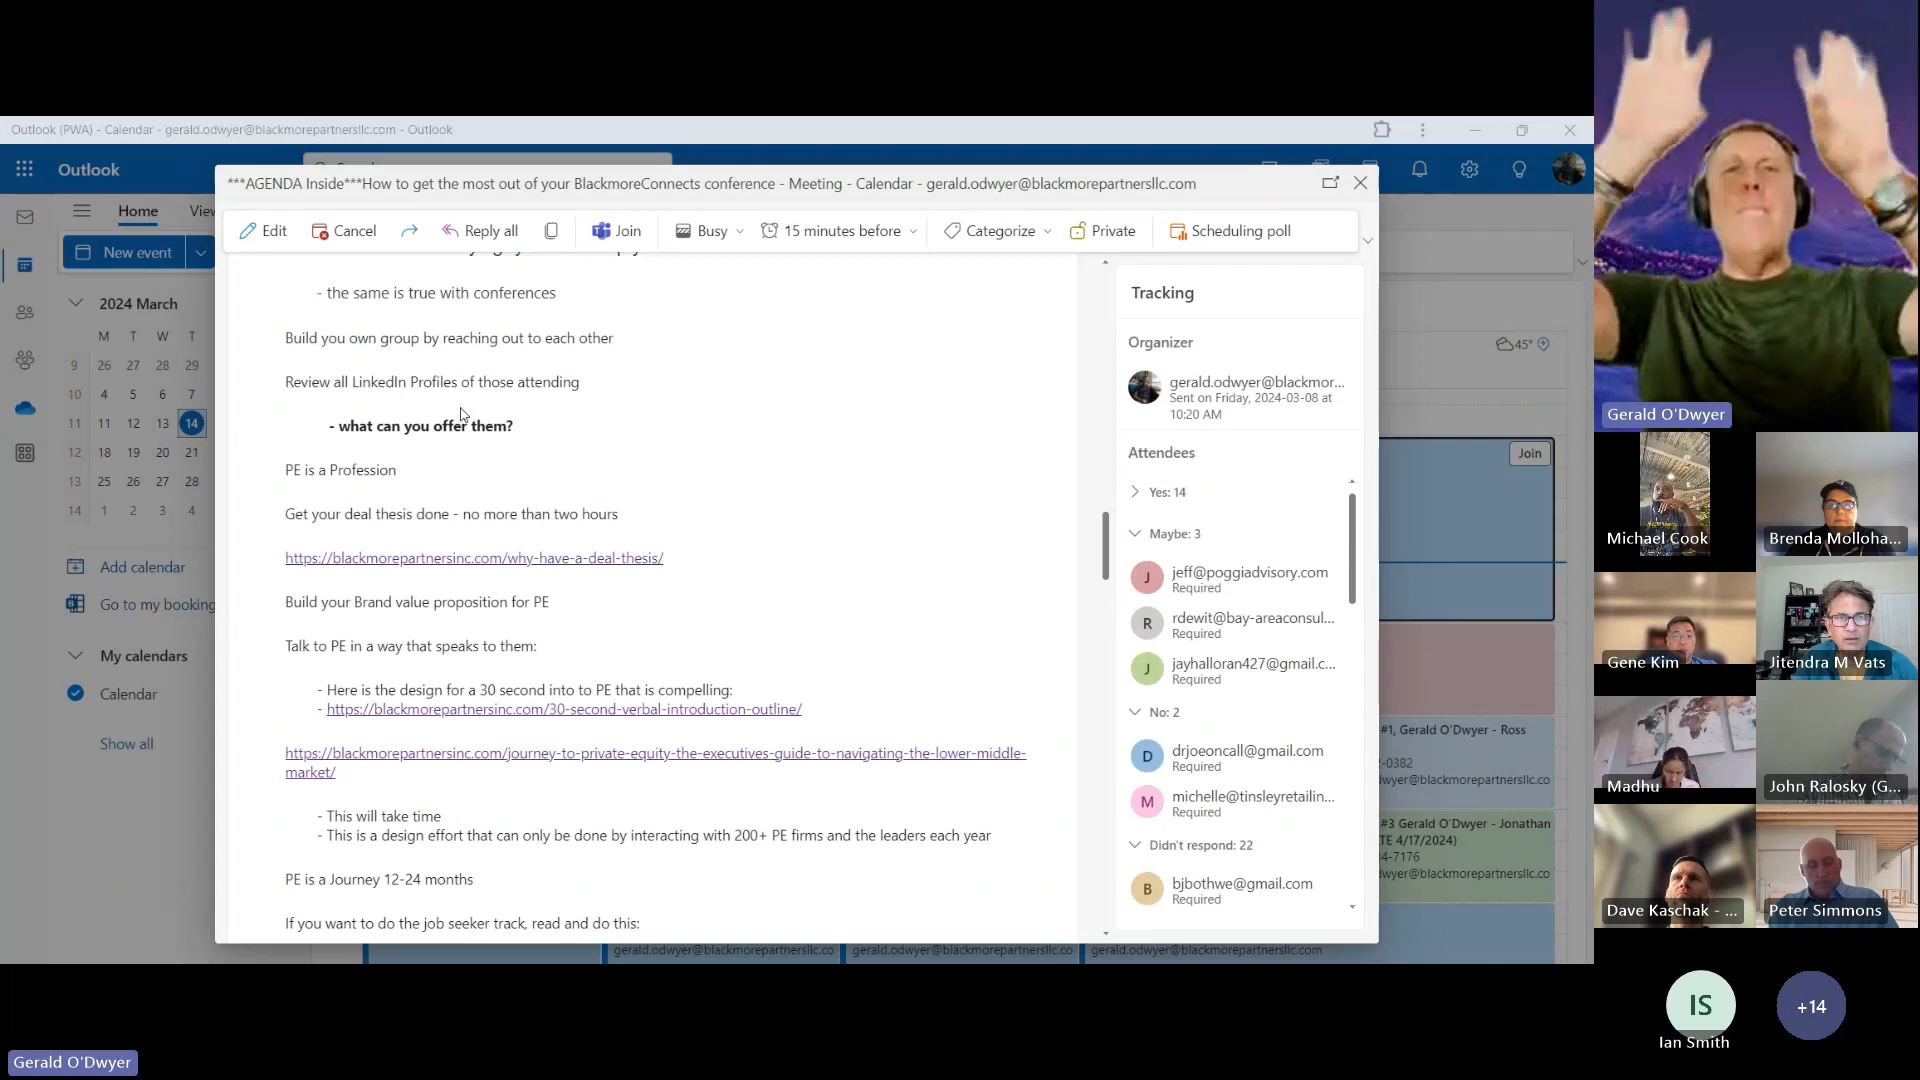 Outlook (PWA) - Calendar - gerald.odwyer@blackmorepartnersllc.com - Outlook
Outlook
***AGENDA Inside***How to get the most out of your BlackmoreConnects conference - Meeting - Calendar - gerald.odwyer@blackmorepartnersllc.com
Home
New event
Edit
Cancel
Reply all
Join
Busy
15 minutes before
Categorize
Private
Scheduling poll
2024 March
M T W T
9 26 27 28 29
10 4 5 6 7
11 11 12 13 14
12 18 19 20 21
13 25 26 27 28
14 1 2 3 4
Add calendar
Go to my booking
My calendars
Calendar
Show all
- the same is true with conferences
Build you own group by reaching out to each other
Review all LinkedIn Profiles of those attending
- what can you offer them?
PE is a Profession
Get your deal thesis done - no more than two hours
https://blackmorepartnersinc.com/why-have-a-deal-thesis/
Build your Brand value proposition for PE
Talk to PE in a way that speaks to them:
- Here is the design for a 30 second into to PE that is compelling:
- https://blackmorepartnersinc.com/30-second-verbal-introduction-outline/
https://blackmorepartnersinc.com/journey-to-private-equity-the-executives-guide-to-navigating-the-lower-middle-
market/
- This will take time
- This is a design effort that can only be done by interacting with 200+ PE firms and the leaders each year
PE is a Journey 12-24 months
If you want to do the job seeker track, read and do this:
Tracking
Organizer
gerald.odwyer@blackmor...
Sent on Friday, 2024-03-08 at
10:20 AM
Attendees
Yes: 14
Maybe: 3
J
jeff@poggiadvisory.com
Required
R
rdewit@bay-areaconsul...
Required
J
jayhalloran427@gmail.c...
Required
No: 2
D
drjoeoncall@gmail.com
Required
M
michelle@tinsleyretailin...
Required
Didn't respond: 22
B
bjbothwe@gmail.com
Required
45°
Join
#1, Gerald O'Dwyer - Ross
2-0382
dwyer@blackmorepartnersllc.co
#3 Gerald O'Dwyer - Jonathan
TE 4/17/2024)
34-7176
dwyer@blackmorepartnersllc.co
gerald.odwyer@blackmorepartnersllc.co
gerald.odwyer@blackmorepartnersllc.co
gerald.odwyer@blackmorepartnersllc.com
Gerald O'Dwyer
Michael Cook
Brenda Molloha...
Gene Kim
Jitendra M Vats
Madhu
John Ralosky (G...
Dave Kaschak - ...
Peter Simmons
IS
Ian Smith
+14
Gerald O'Dwyer